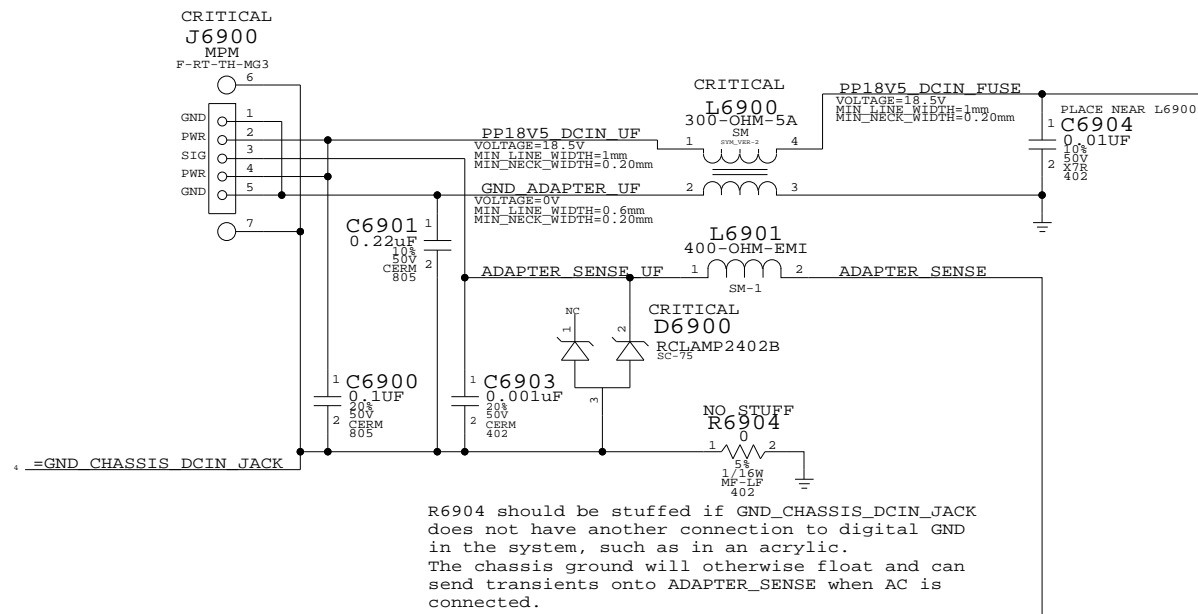 CRITICAL
J6900
MPM
F-RT-TH-MG3
6
GND 1
PWR 2
SIG 3
PWR 4
GND 5
7
PP18V5_DCIN_UF
VOLTAGE=18.5V
MIN_LINE_WIDTH=1mm
MIN_NECK_WIDTH=0.20mm
CRITICAL
L6900
300-OHM-5A
SM
SYM_VER-2
1 4
2 3
PP18V5_DCIN_FUSE
VOLTAGE=18.5V
MIN_LINE_WIDTH=1mm
MIN_NECK_WIDTH=0.20mm
PLACE NEAR L6900
1
C6904
0.01UF
10%
50V
2 X7R
402
GND_ADAPTER_UF
VOLTAGE=0V
MIN_LINE_WIDTH=0.6mm
MIN_NECK_WIDTH=0.20mm
C6901 1
0.22uF
10%
50V 2
CERM
805
L6901
400-OHM-EMI
ADAPTER_SENSE_UF 1 2 ADAPTER_SENSE
SM-1
NC
1 2
CRITICAL
D6900
RCLAMP2402B
SC-75
3
1 C6900
0.1UF
20%
2 50V
CERM
805
1 C6903
0.001uF
20%
2 50V
CERM
402
NO STUFF
R6904
1 0 2
5%
1/16W
MF-LF
402
4 =GND_CHASSIS_DCIN_JACK
R6904 should be stuffed if GND_CHASSIS_DCIN_JACK
does not have another connection to digital GND
in the system, such as in an acrylic.
The chassis ground will otherwise float and can
send transients onto ADAPTER_SENSE when AC is
connected.